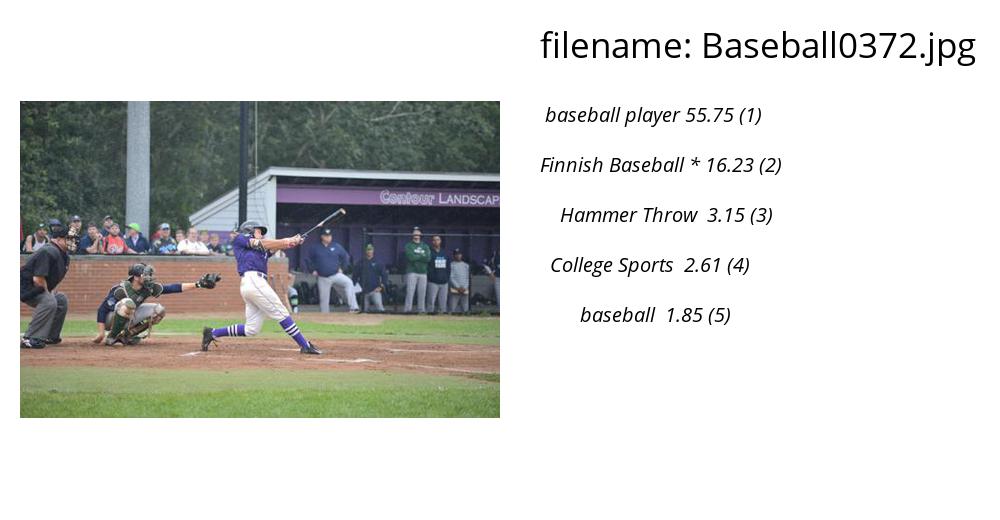 filename: Baseball0372.jpg
baseball player 55.75 (1)
Finnish Baseball * 16.23 (2)
Contour LANDSCAP
Hammer Throw 3.15 (3)
College Sports 2.61 (4)
baseball 1.85 (5)